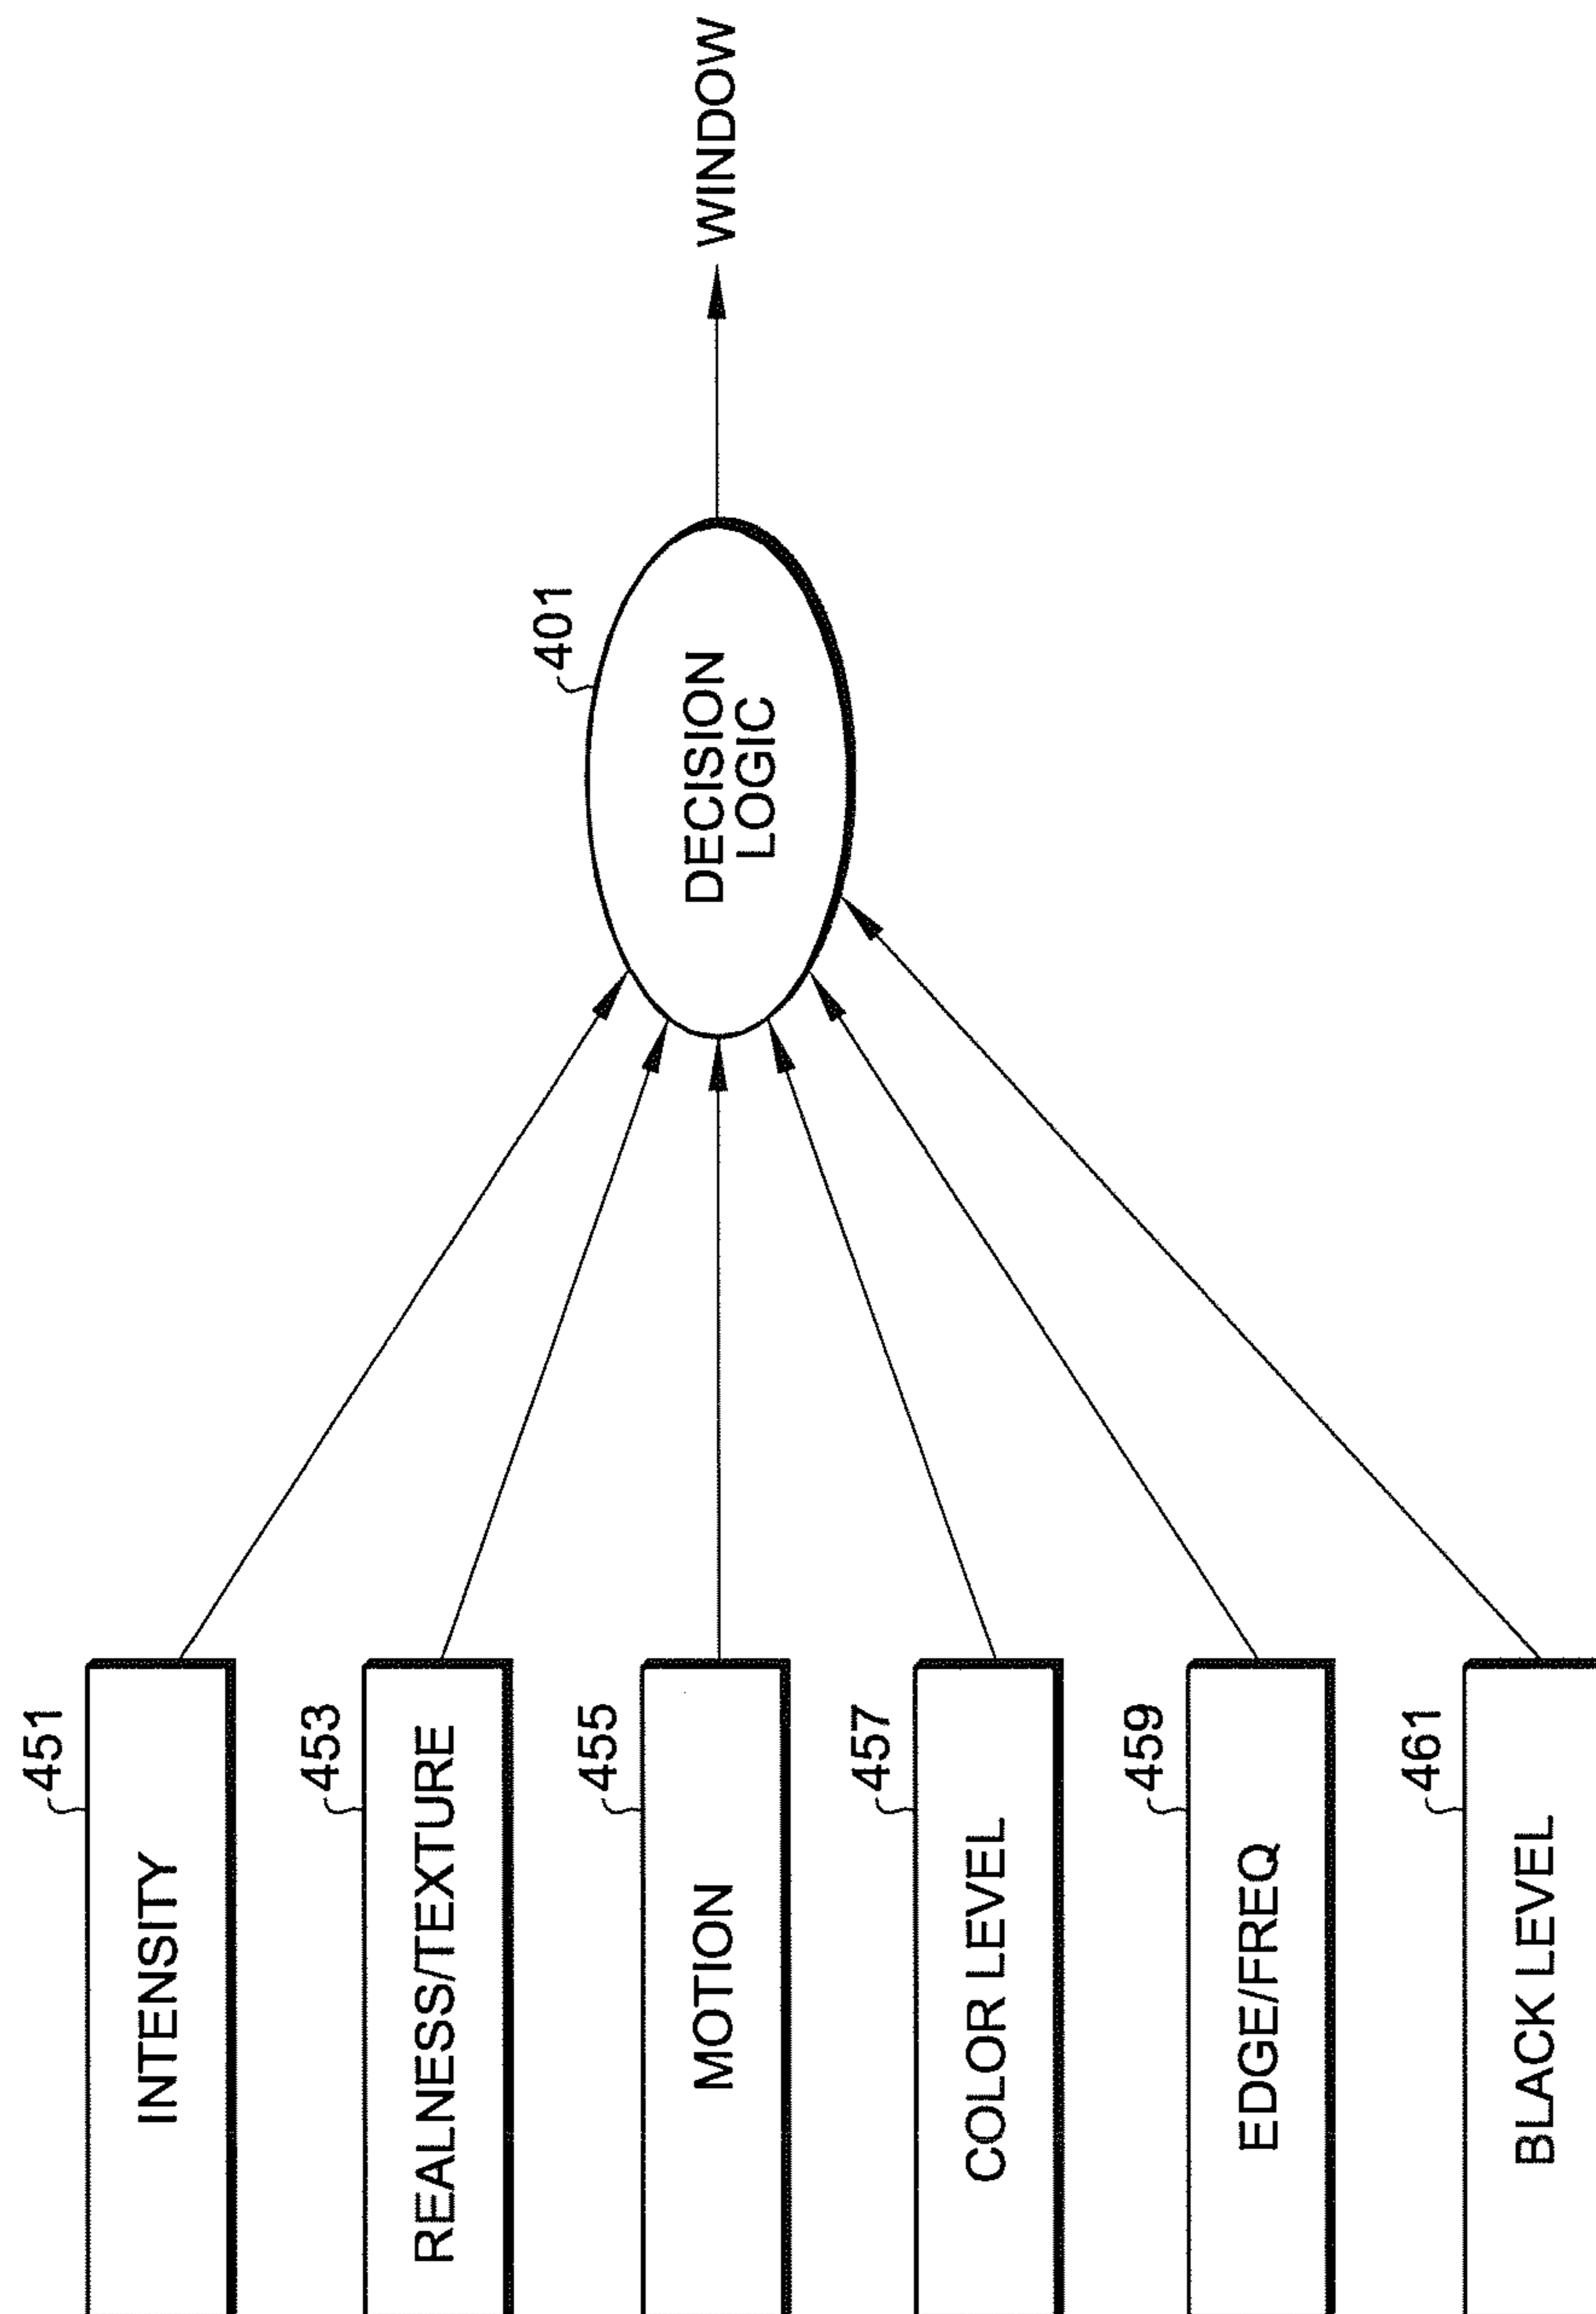 451
INTENSITY
453
REALNESS/TEXTURE
455
MOTION
457
COLOR LEVEL
459
EDGE/FREQ
461
BLACK LEVEL
401
DECISION
LOGIC
WINDOW